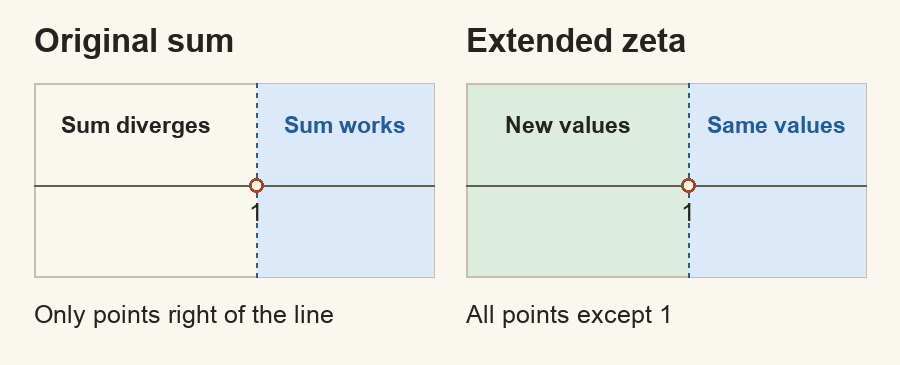 Original sum
Extended zeta
Sum diverges
Sum works
New values
Same values
1
1
Only points right of the line
All points except 1